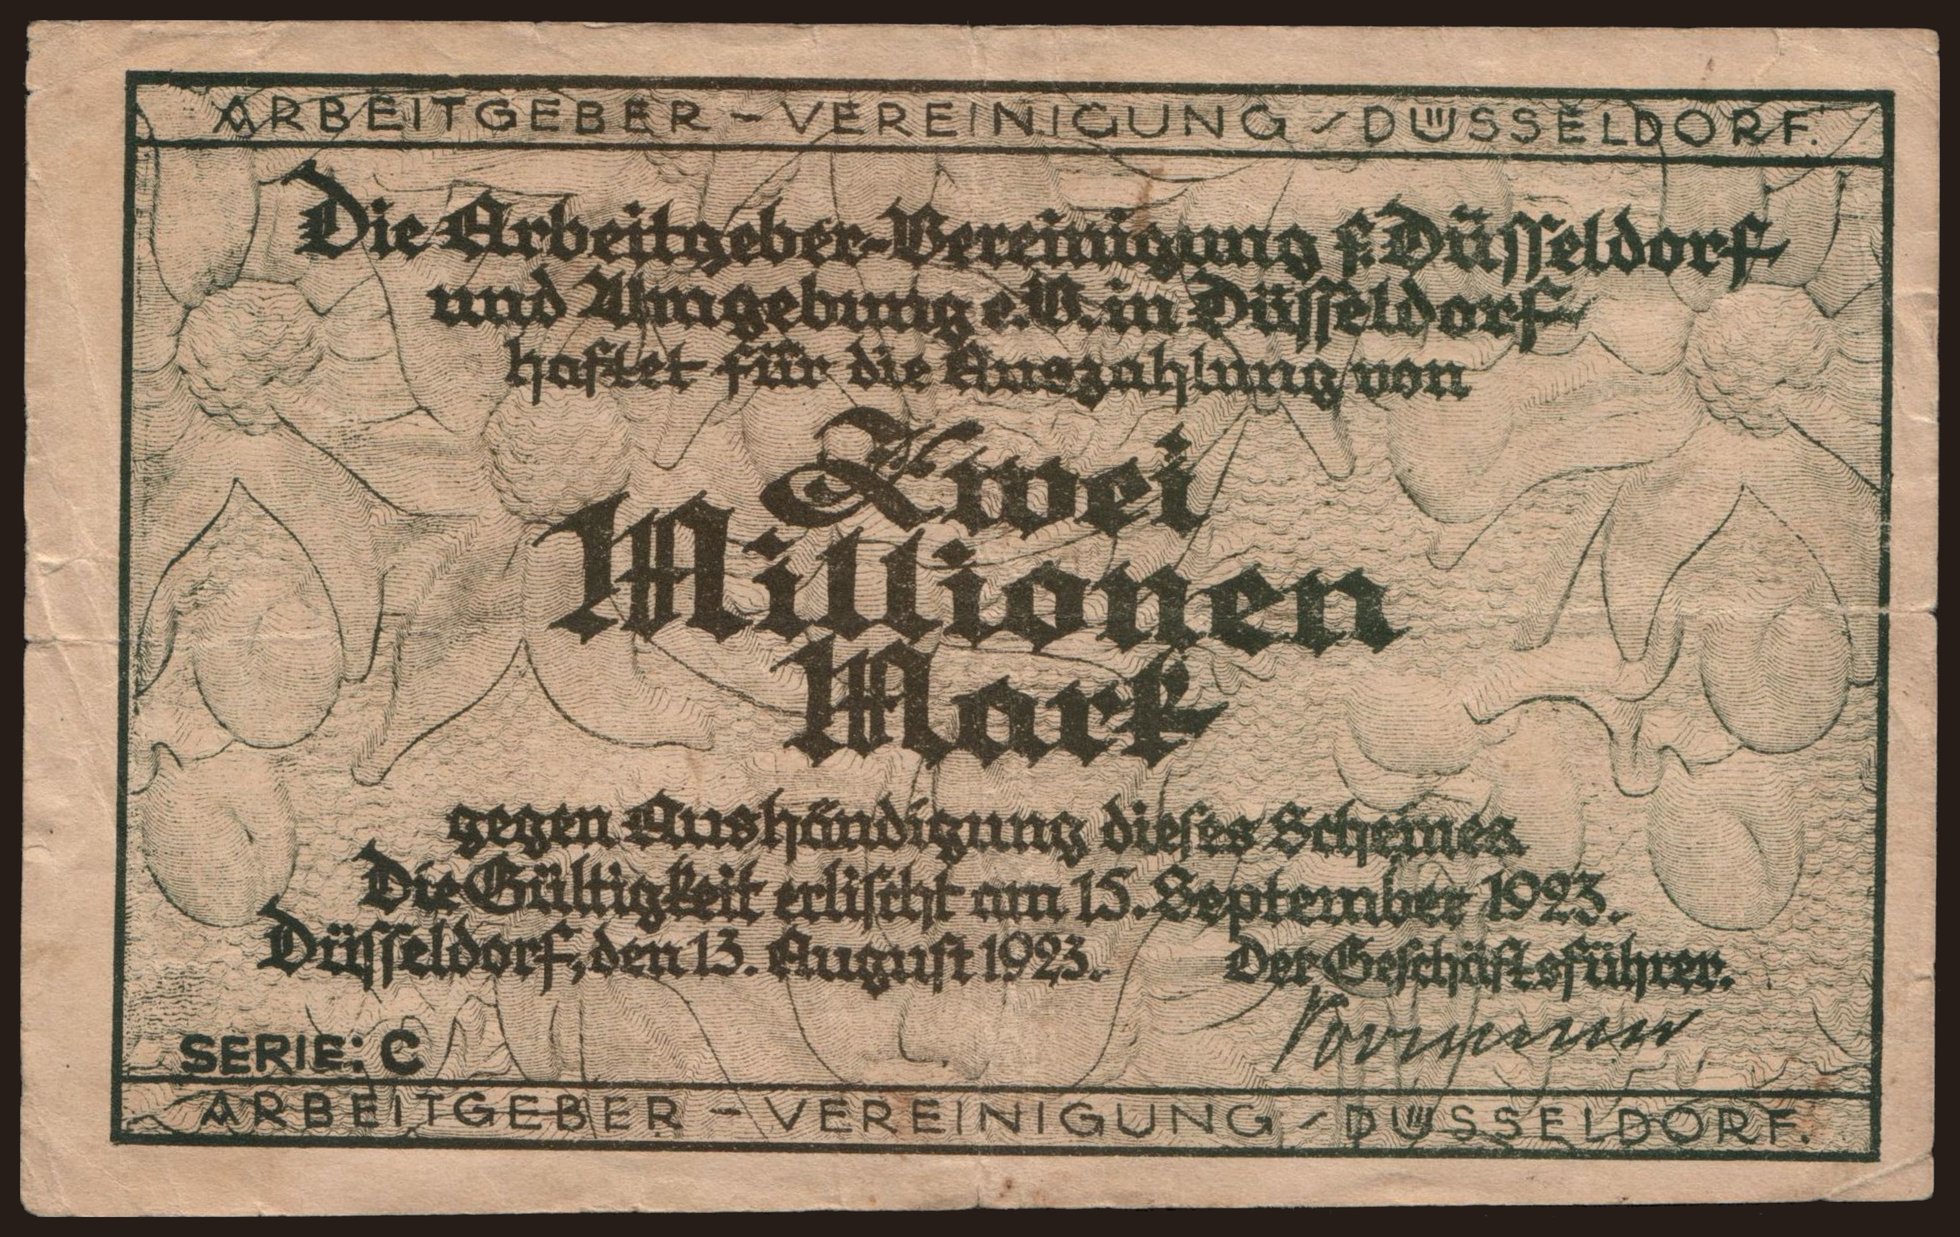 ARBEITGEBER - VEREINIGUNG - DÜSSELDORF.
Die Arbeitgeber-Vereinigung f. Düsseldorf
und Umgebung e.V. in Düsseldorf
haftet für die Auszahlung von
Zwei
Millionen
Mark
gegen Aushändigung dieses Scheines.
Die Gültigkeit erlischt am 15. September 1923.
Düsseldorf, den 13. August 1923. Der Geschäftsführer.
SERIE: C
ARBEITGEBER - VEREINIGUNG - DÜSSELDORF.